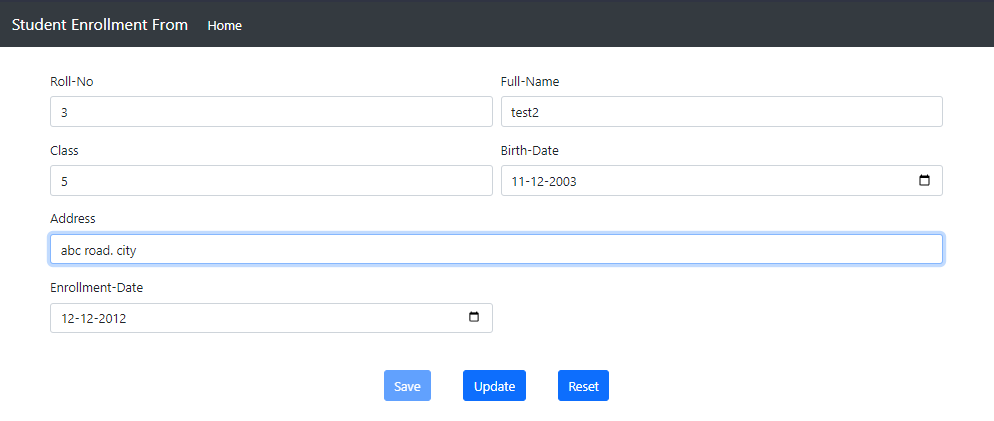 Student Enrollment From Home
Roll-No Full-Name
3 test2
Class Birth-Date
5 11-12-2003
Address
abc road. city
Enrollment-Date
12-12-2012
Save Update Reset